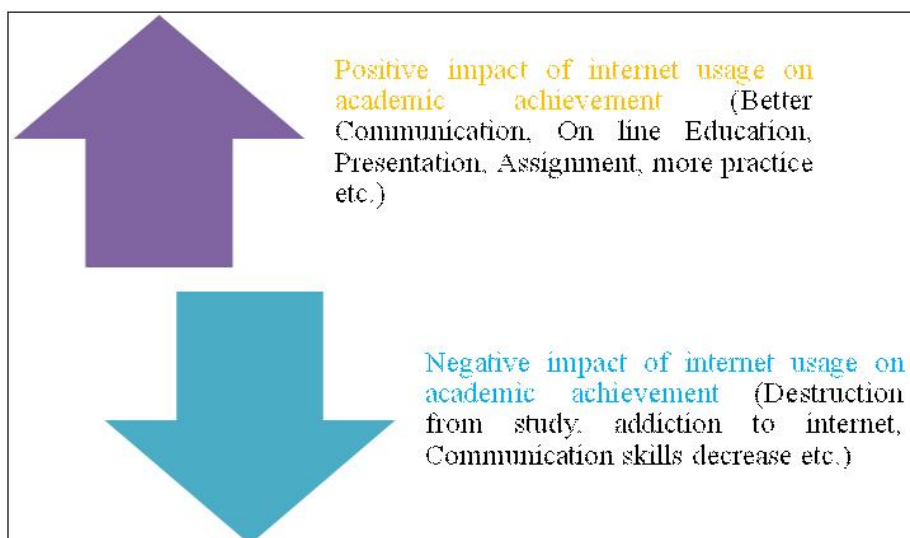 Positive impact of internet usage on
academic achievement (Better
Communication, On line Education,
Presentation, Assignment, more practice
etc.)
Negative impact of internet usage on
academic achievement (Destruction
from study, addiction to internet,
Communication skills decrease etc.)